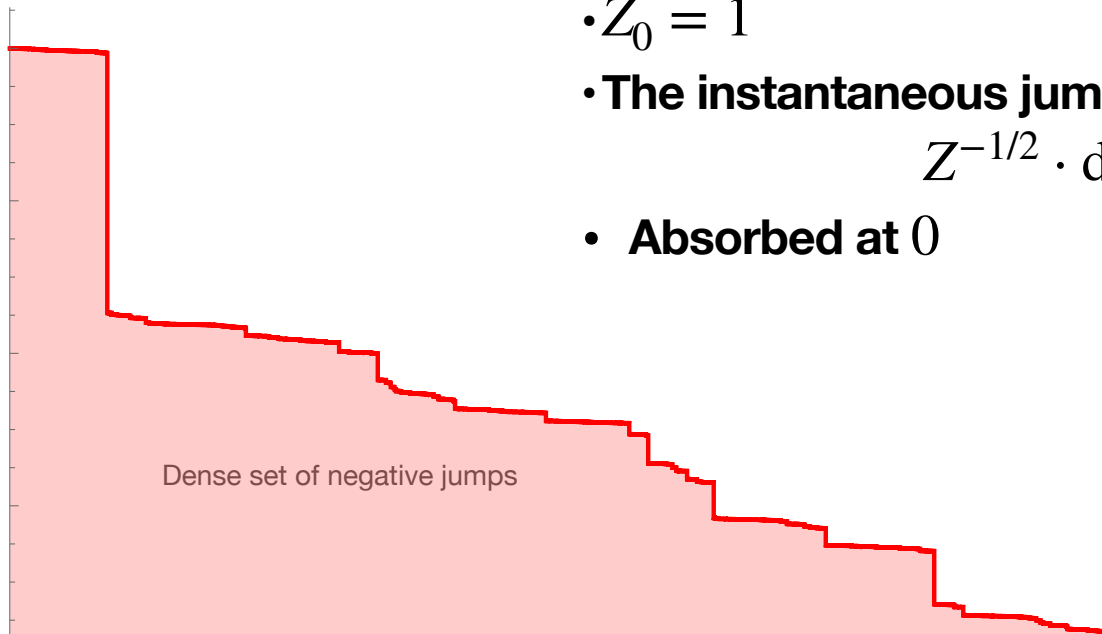 •Z₀ = 1
•The instantaneous jum
Z⁻¹/² ·
• Absorbed at 0
Dense set of negative jumps